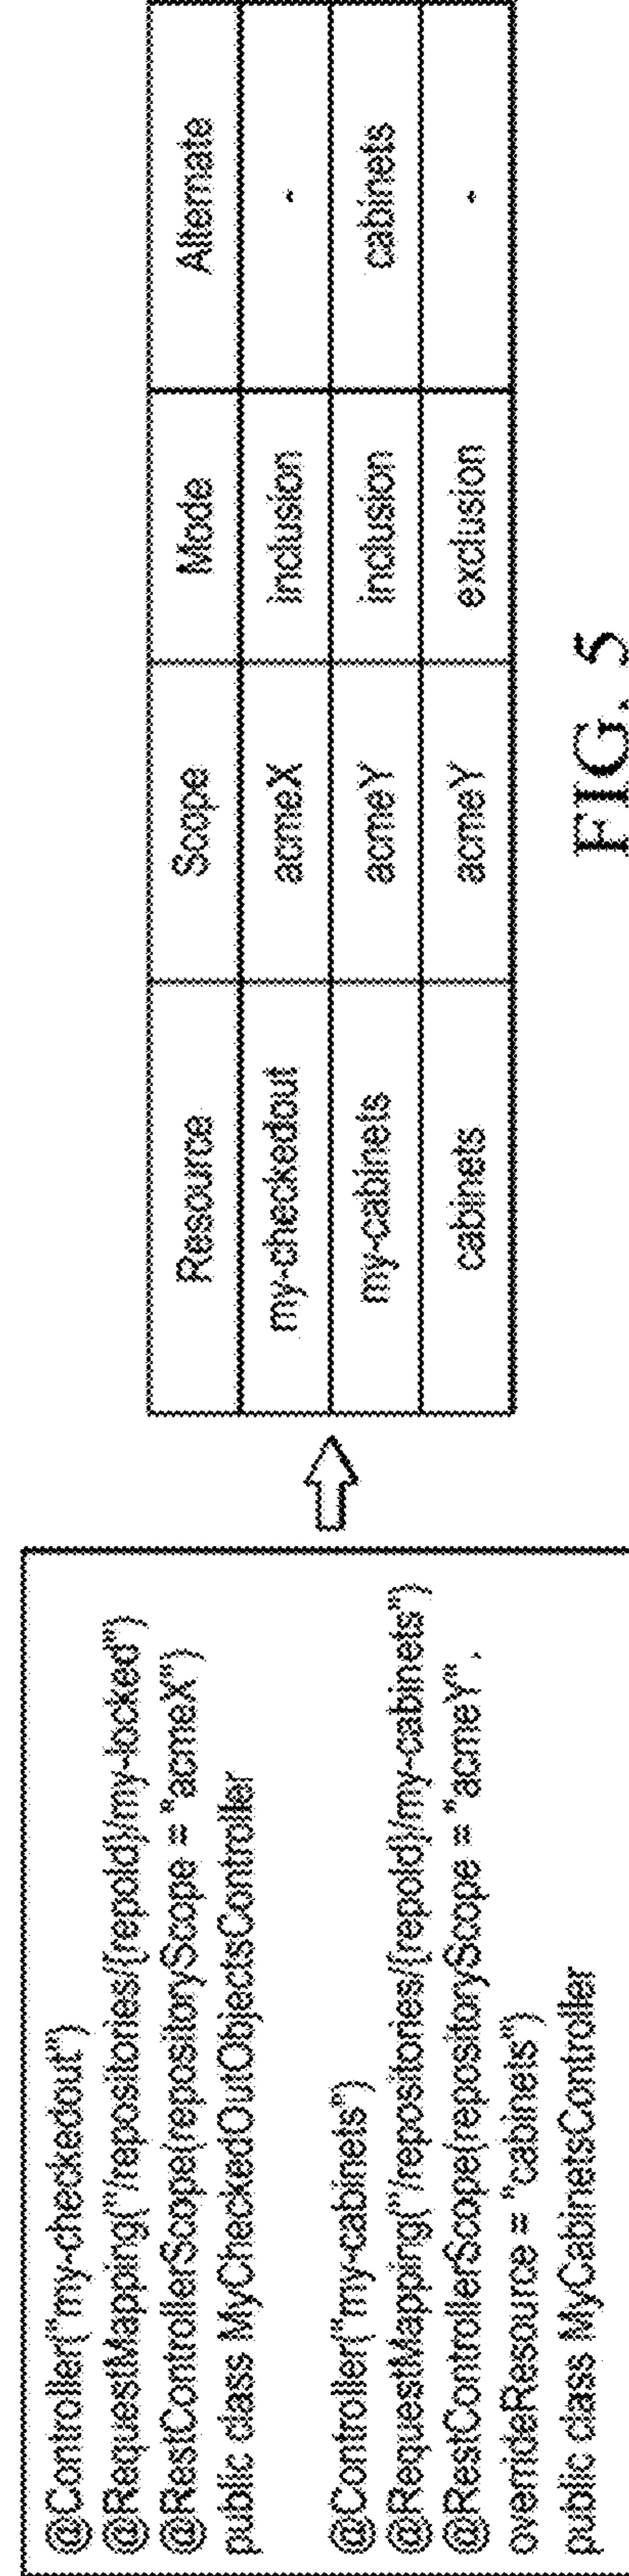 @Controller("my-checkedout")
@RequestMapping("/repositories/{repoId}/my-locked")
@RestControllerScope(repositoryScope = "acmeX")
public class MyCheckedOutObjectsController
@Controller("my-cabinets")
@RequestMapping("/repositories/{repoId}/my-cabinets")
@RestControllerScope(repositoryScope = "acmeY",
overrideResource = "cabinets")
public class MyCabinetsController
Resource Scope Mode Alternate
my-checkedout acmeX inclusion -
my-cabinets acmeY inclusion cabinets
cabinets acmeY exclusion -
FIG. 5